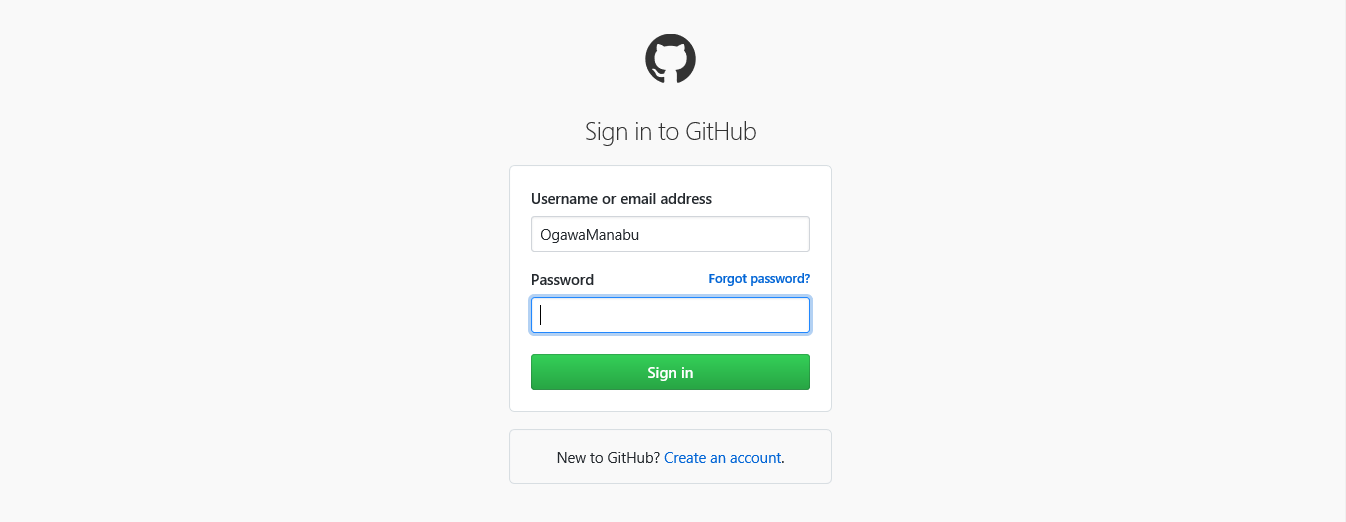 Sign in to GitHub
Username or email address
OgawaManabu
Password Forgot password?
Sign in
New to GitHub? Create an account.